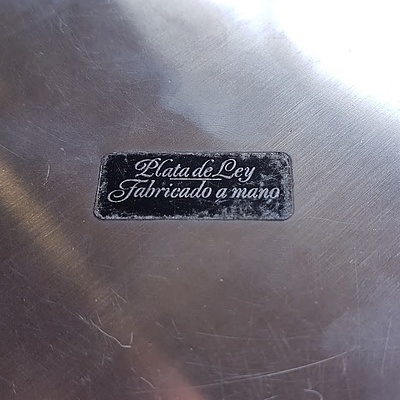 Plata de Ley
Fabricado a mano